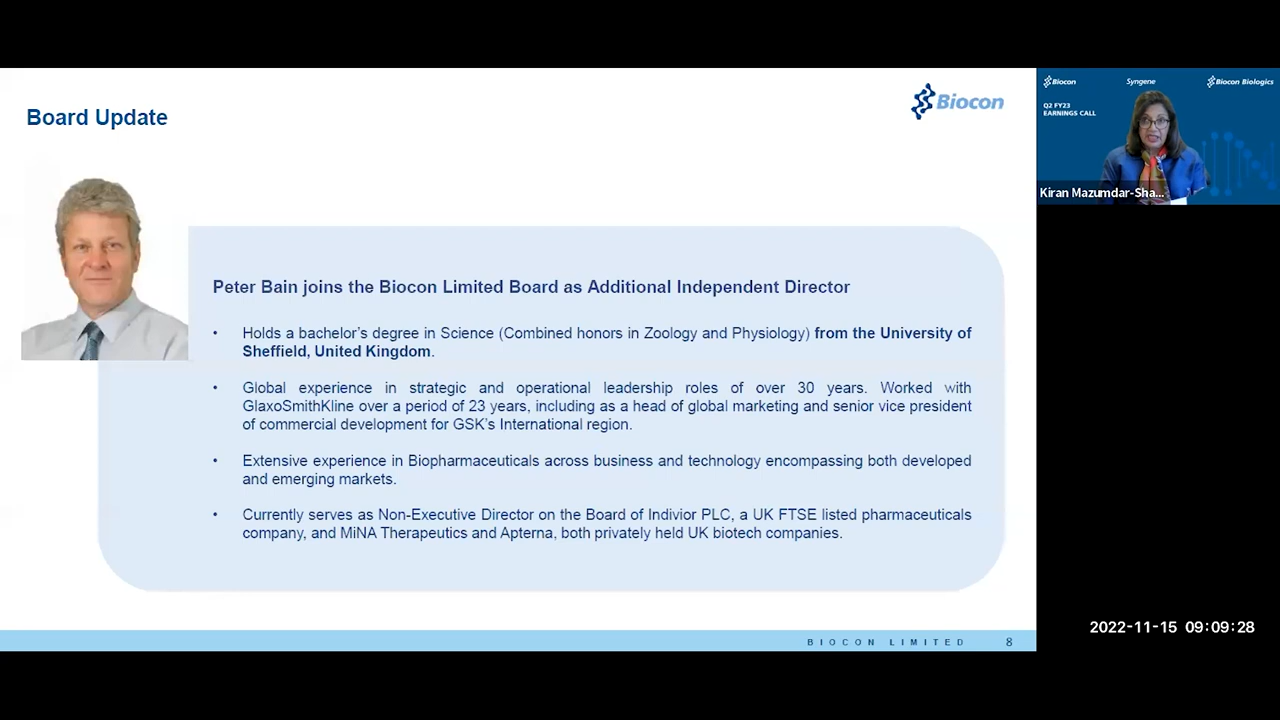 Board Update
Biocon
Peter Bain joins the Biocon Limited Board as Additional Independent Director
• Holds a bachelor's degree in Science (Combined honors in Zoology and Physiology) from the University of
Sheffield, United Kingdom.
• Global experience in strategic and operational leadership roles of over 30 years. Worked with
GlaxoSmithKline over a period of 23 years, including as a head of global marketing and senior vice president
of commercial development for GSK's International region.
• Extensive experience in Biopharmaceuticals across business and technology encompassing both developed
and emerging markets.
• Currently serves as Non-Executive Director on the Board of Indivior PLC, a UK FTSE listed pharmaceuticals
company, and MiNA Therapeutics and Apterna, both privately held UK biotech companies.
BIOCON LIMITED 8
Biocon Syngene Biocon Biologics
Q2 FY23
EARNINGS CALL
Kiran Mazumdar-Sha...
2022-11-15 09:09:28